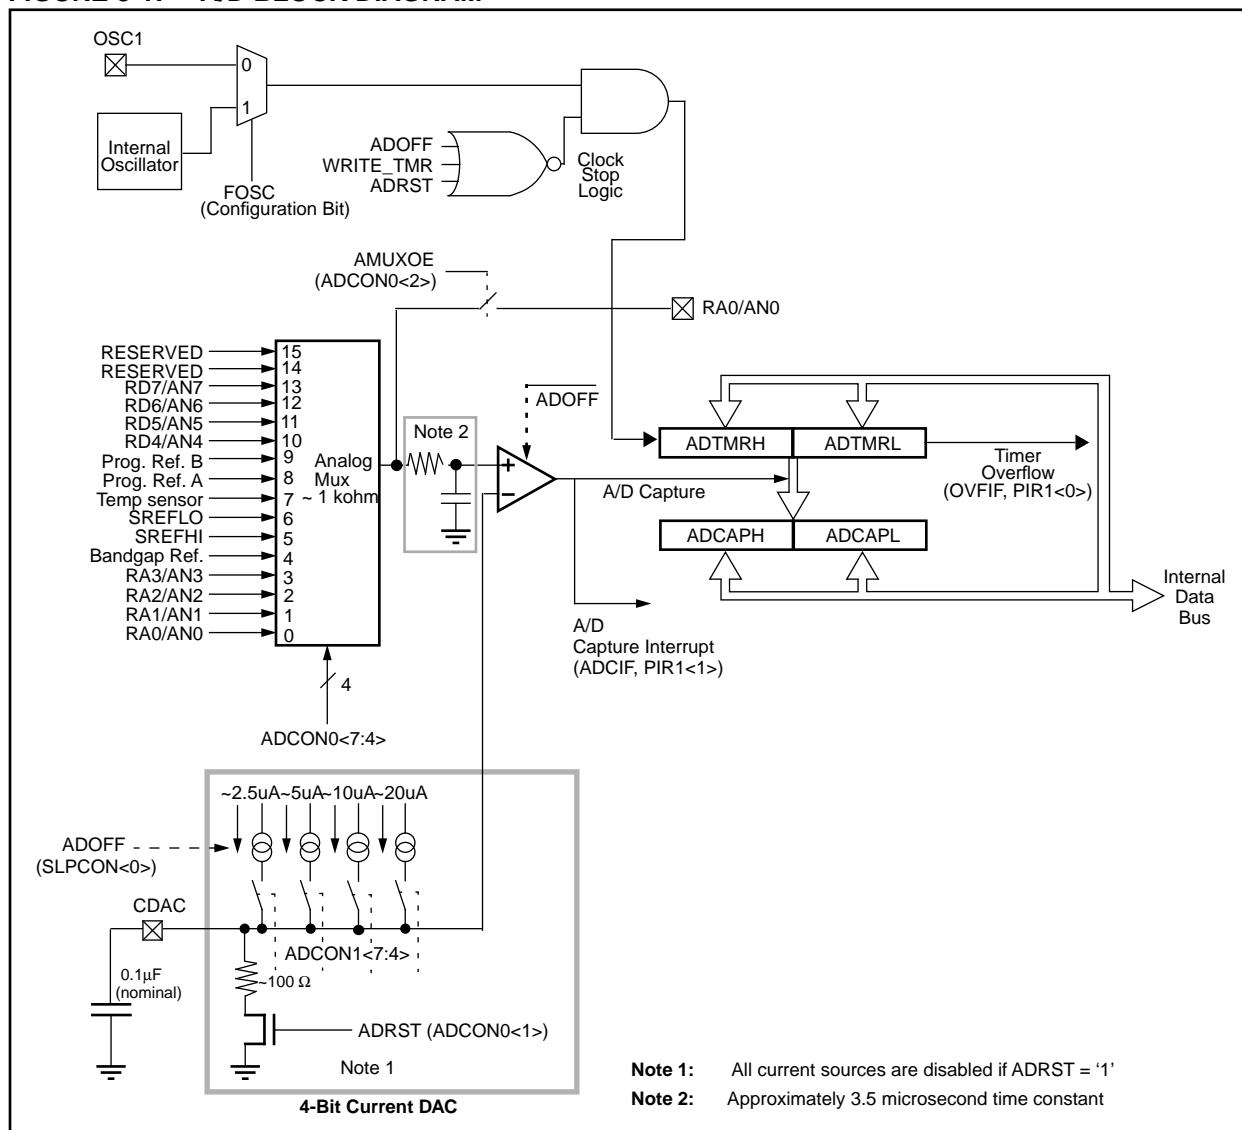 OSC1
0
1
Internal
Oscillator
FOSC
(Configuration Bit)
ADOFF
WRITE_TMR
ADRST
Clock
Stop
Logic
AMUXOE
(ADCON0<2>)
RA0/AN0
RESERVED 15
RESERVED 14
RD7/AN7 13
RD6/AN6 12
RD5/AN5 11
RD4/AN4 10
Prog. Ref. B 9
Prog. Ref. A 8
Temp sensor 7
SREFLO 6
SREFHI 5
Bandgap Ref. 4
RA3/AN3 3
RA2/AN2 2
RA1/AN1 1
RA0/AN0 0
Analog
Mux
~ 1 kohm
4
ADCON0<7:4>
Note 2
ADOFF
+
−
A/D Capture
A/D
Capture Interrupt
(ADCIF, PIR1<1>)
ADTMRH ADTMRL
Timer
Overflow
(OVFIF, PIR1<0>)
ADCAPH ADCAPL
Internal
Data
Bus
~2.5uA ~5uA ~10uA ~20uA
ADOFF
(SLPCON<0>)
CDAC
ADCON1<7:4>
0.1µF
(nominal)
~100 Ω
ADRST (ADCON0<1>)
Note 1
4-Bit Current DAC
Note 1: All current sources are disabled if ADRST = ‘1’
Note 2: Approximately 3.5 microsecond time constant